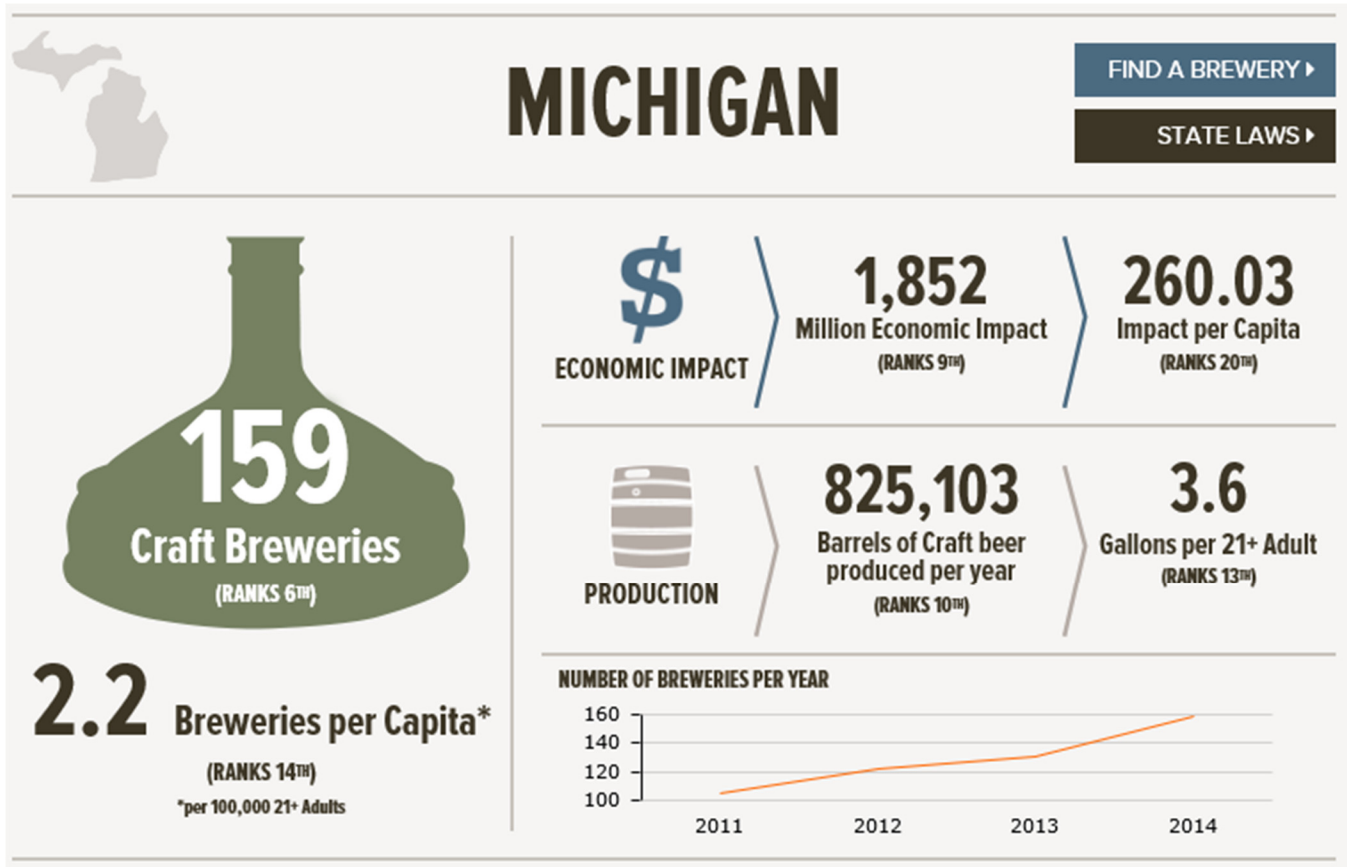 MICHIGAN
FIND A BREWERY
STATE LAWS
159
Craft Breweries
(RANKS 6TH)
2.2 Breweries per Capita*
(RANKS 14TH)
*per 100,000 21+ Adults
$
ECONOMIC IMPACT
1,852
Million Economic Impact
(RANKS 9TH)
260.03
Impact per Capita
(RANKS 20TH)
PRODUCTION
825,103
Barrels of Craft beer
produced per year
(RANKS 10TH)
3.6
Gallons per 21+ Adult
(RANKS 13TH)
NUMBER OF BREWERIES PER YEAR
160
140
120
100
2011 2012 2013 2014